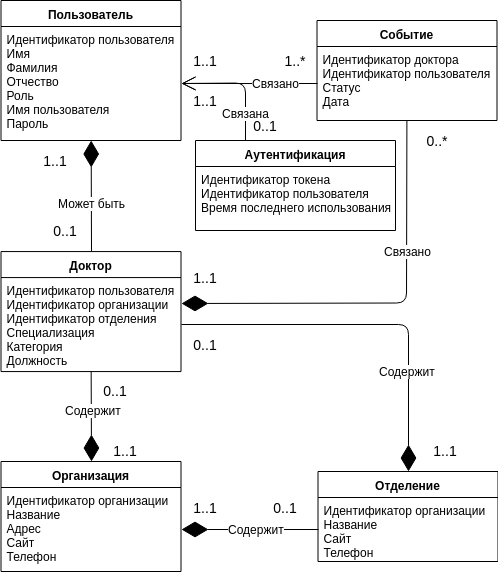 Пользователь
Идентификатор пользователя
Имя
Фамилия
Отчество
Роль
Имя пользователя
Пароль
Событие
Идентификатор доктора
Идентификатор пользователя
Статус
Дата
1..1
1..*
Связано
1..1
Связана
0..1
Аутентификация
Идентификатор токена
Идентификатор пользователя
Время последнего использования
0..*
1..1
Может быть
0..1
Связано
1..1
Доктор
Идентификатор пользователя
Идентификатор организации
Идентификатор отделения
Специализация
Категория
Должность
0..1
Содержит
0..1
Содержит
1..1
1..1
Организация
Идентификатор организации
Название
Адрес
Сайт
Телефон
1..1
0..1
Содержит
Отделение
Идентификатор организации
Название
Сайт
Телефон